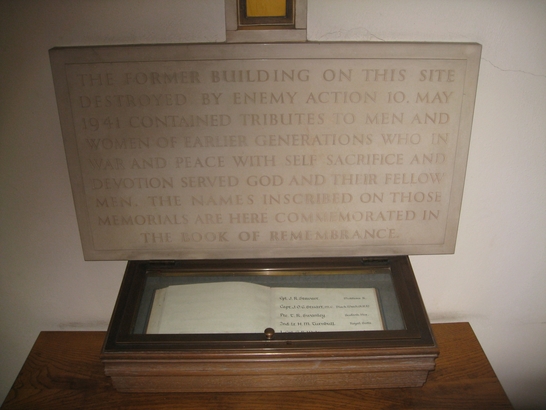 THE FORMER BUILDING ON THIS SITE
DESTROYED BY ENEMY ACTION 10, MAY
1941 CONTAINED TRIBUTES TO MEN AND
WOMEN OF EARLIER GENERATIONS WHO IN
WAR AND PEACE WITH SELF SACRIFICE AND
DEVOTION SERVED GOD AND THEIR FELLOW
MEN. THE NAMES INSCRIBED ON THOSE
MEMORIALS ARE HERE COMMEMORATED IN
THE BOOK OF REMEMBRANCE.